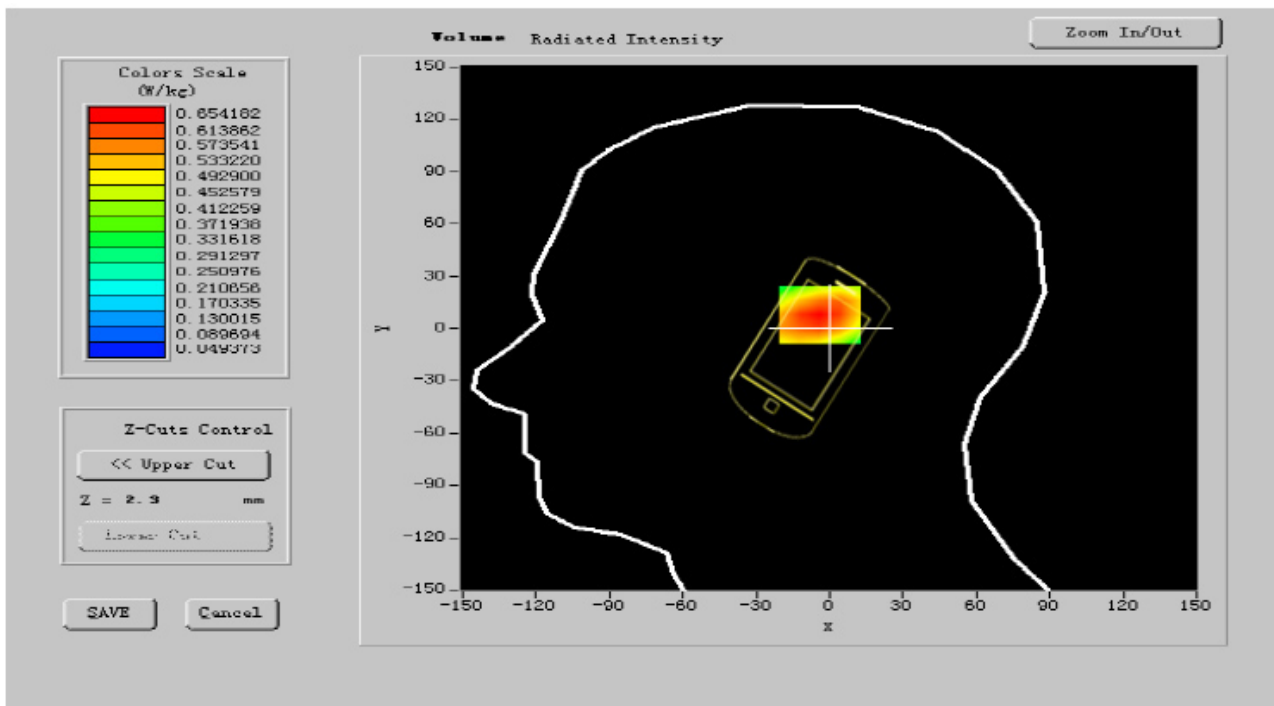 Volume Radiated Intensity
Zoom In/Out
Colors Scale
(W/kg)
0.654182
0.613862
0.573541
0.533220
0.492900
0.452579
0.412259
0.371938
0.331618
0.291297
0.250976
0.210656
0.170335
0.130015
0.089694
0.049373
Z-Cuts Control
<< Upper Cut
Z = 2.9 mm
Lower Cut
SAVE
Cancel
150
120
90
60
30
0
-30
-60
-90
-120
-150
Y
-150 -120 -90 -60 -30 0 30 60 90 120 150
X